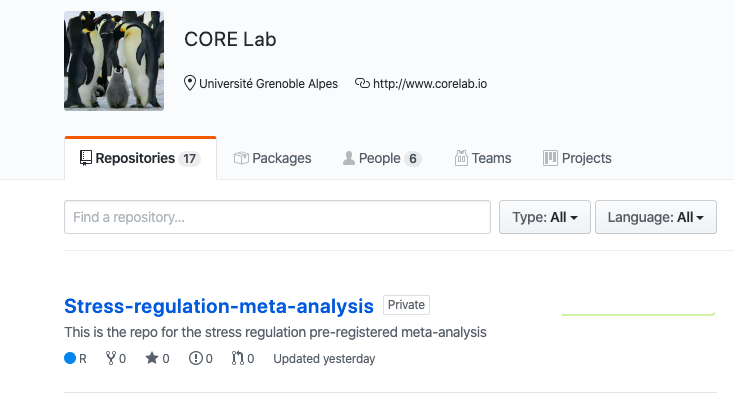 CORE Lab
Université Grenoble Alpes http://www.corelab.io
Repositories 17 Packages People 6 Teams Projects
Find a repository... Type: All Language: All
Stress-regulation-meta-analysis Private
This is the repo for the stress regulation pre-registered meta-analysis
R 0 0 0 0 Updated yesterday